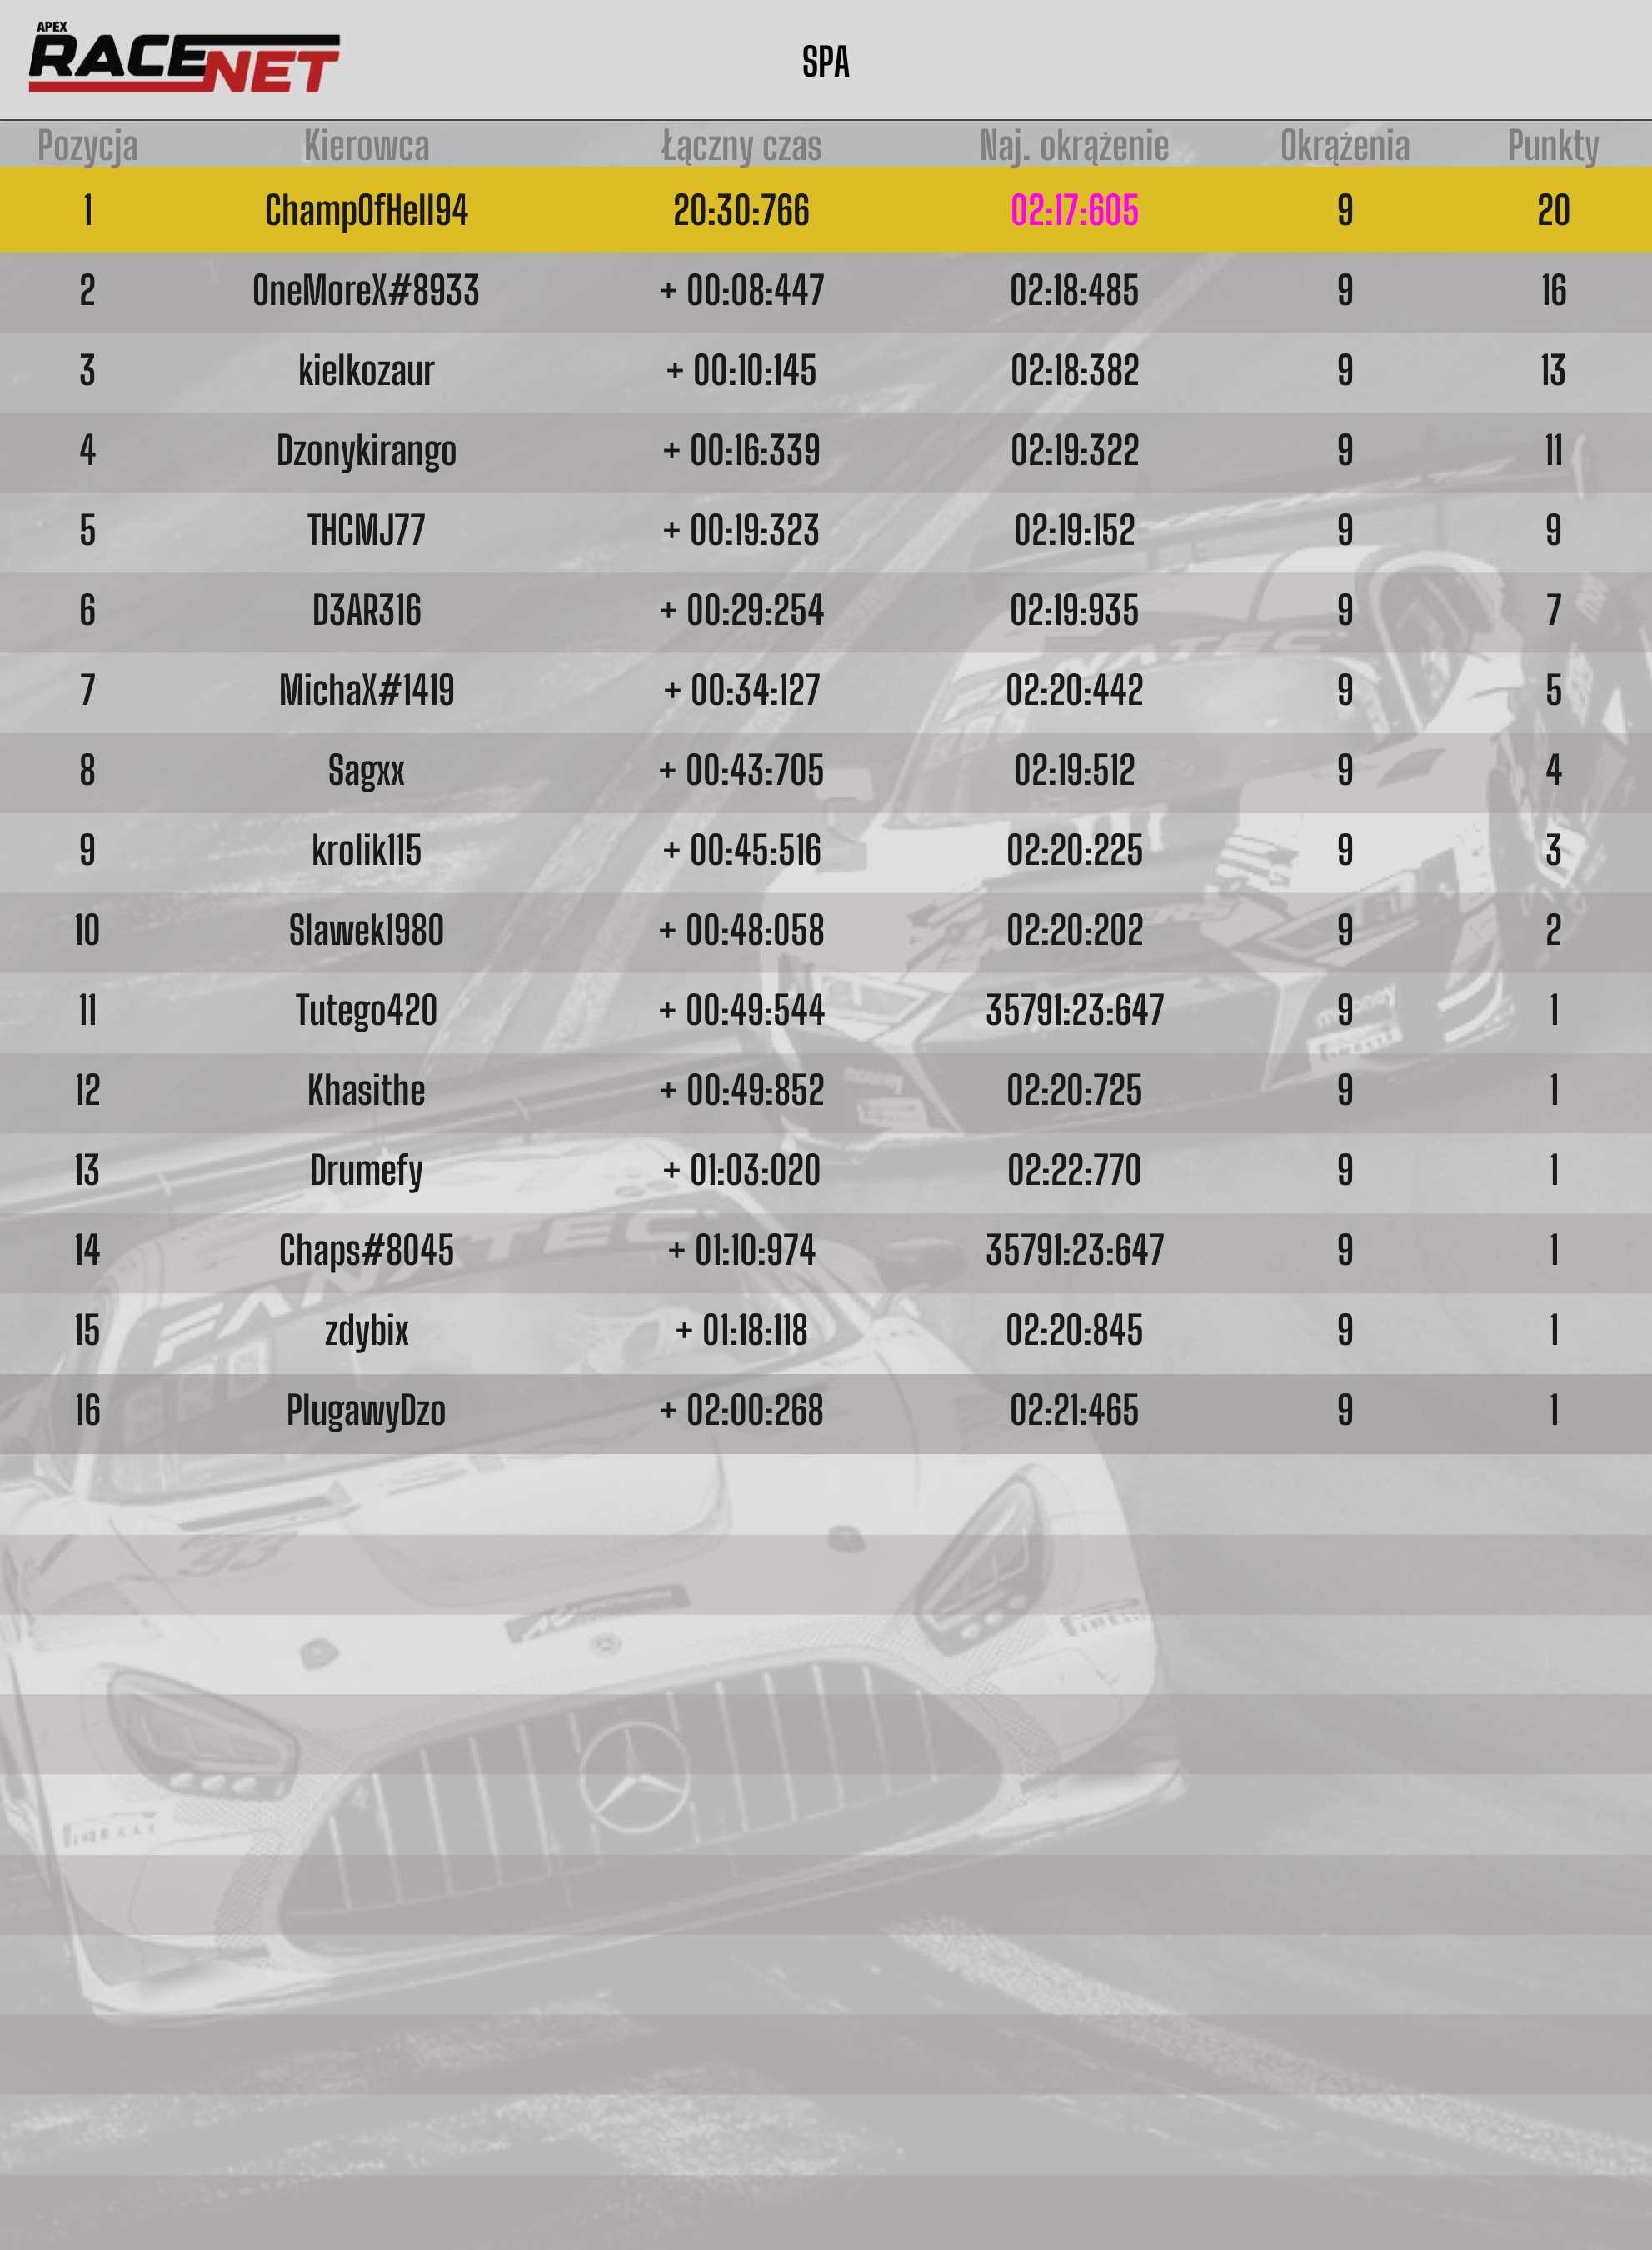 APEX
RACENET
SPA
Pozycja Kierowca Łączny czas Naj. okrążenie Okrążenia Punkty
1 ChampOfHell94 20:30:766 02:17:605 9 20
2 OneMoreX#8933 + 00:08:447 02:18:485 9 16
3 kielkozaur + 00:10:145 02:18:382 9 13
4 Dzonykirango + 00:16:339 02:19:322 9 11
5 THCMJ77 + 00:19:323 02:19:152 9 9
6 D3AR316 + 00:29:254 02:19:935 9 7
7 MichaX#1419 + 00:34:127 02:20:442 9 5
8 Sagxx + 00:43:705 02:19:512 9 4
9 krolik115 + 00:45:516 02:20:225 9 3
10 Slawek1980 + 00:48:058 02:20:202 9 2
11 Tutego420 + 00:49:544 35791:23:647 9 1
12 Khasithe + 00:49:852 02:20:725 9 1
13 Drumefy + 01:03:020 02:22:770 9 1
14 Chaps#8045 + 01:10:974 35791:23:647 9 1
15 zdybix + 01:18:118 02:20:845 9 1
16 PlugawyDzo + 02:00:268 02:21:465 9 1
FANATEC
PIRELLI